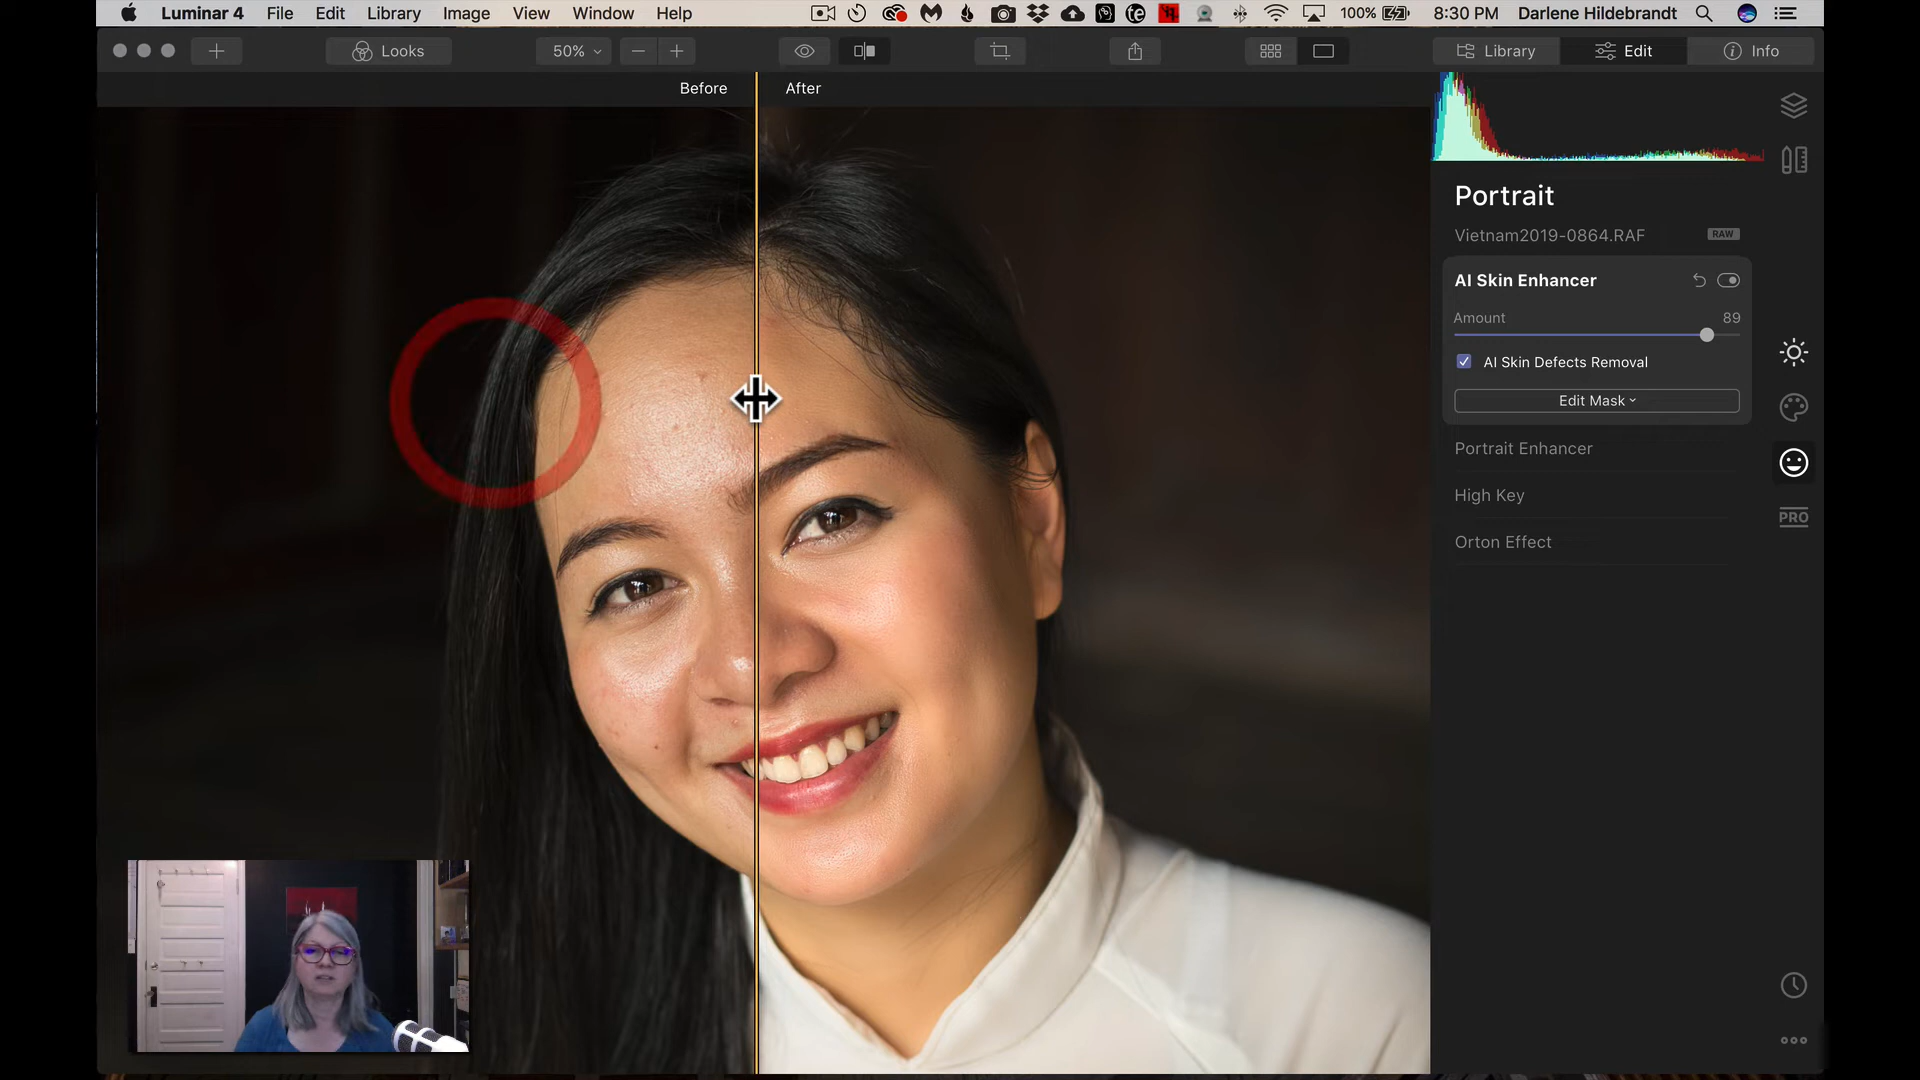 Luminar 4 File Edit Library Image View Window Help 100% 8:30 PM Darlene Hildebrandt
Looks 50% Library Edit Info
Before After
Portrait
Vietnam2019-0864.RAF RAW
AI Skin Enhancer
Amount 89
AI Skin Defects Removal
Edit Mask
Portrait Enhancer
High Key
PRO
Orton Effect